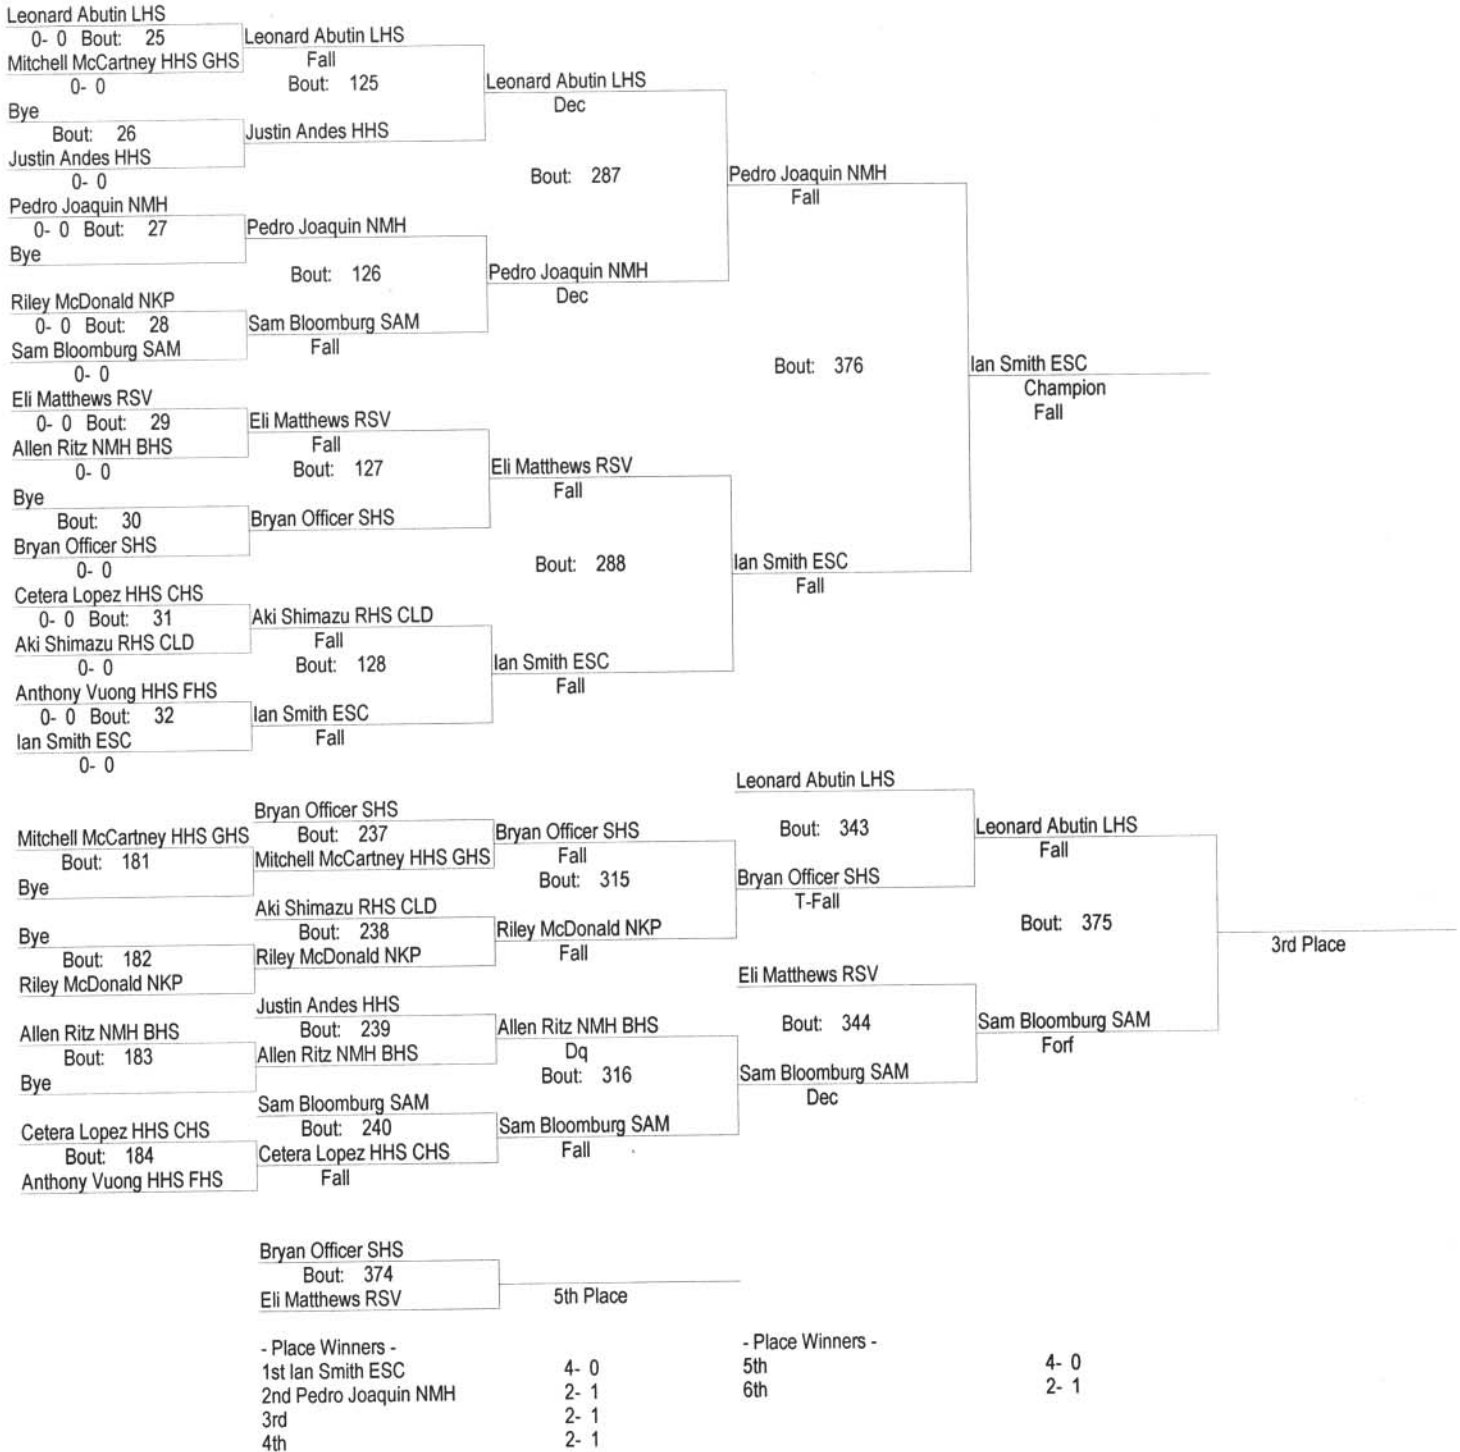 Leonard Abutin LHS
0- 0 Bout: 25
Mitchell McCartney HHS GHS
0- 0
Bye
Bout: 26
Justin Andes HHS
0- 0
Pedro Joaquin NMH
0- 0 Bout: 27
Bye
Riley McDonald NKP
0- 0 Bout: 28
Sam Bloomburg SAM
0- 0
Eli Matthews RSV
0- 0 Bout: 29
Allen Ritz NMH BHS
0- 0
Bye
Bout: 30
Bryan Officer SHS
0- 0
Cetera Lopez HHS CHS
0- 0 Bout: 31
Aki Shimazu RHS CLD
0- 0
Anthony Vuong HHS FHS
0- 0 Bout: 32
Ian Smith ESC
0- 0
Leonard Abutin LHS
Fall
Bout: 125
Justin Andes HHS
Pedro Joaquin NMH
Bout: 126
Sam Bloomburg SAM
Fall
Eli Matthews RSV
Fall
Bout: 127
Bryan Officer SHS
Aki Shimazu RHS CLD
Fall
Bout: 128
Ian Smith ESC
Fall
Leonard Abutin LHS
Dec
Bout: 287
Pedro Joaquin NMH
Dec
Eli Matthews RSV
Fall
Bout: 288
Ian Smith ESC
Fall
Pedro Joaquin NMH
Fall
Bout: 376
Ian Smith ESC
Fall
Ian Smith ESC
Champion
Fall
Mitchell McCartney HHS GHS
Bout: 181
Bye
Bye
Bout: 182
Riley McDonald NKP
Allen Ritz NMH BHS
Bout: 183
Bye
Cetera Lopez HHS CHS
Bout: 184
Anthony Vuong HHS FHS
Bryan Officer SHS
Bout: 237
Mitchell McCartney HHS GHS
Aki Shimazu RHS CLD
Bout: 238
Riley McDonald NKP
Justin Andes HHS
Bout: 239
Allen Ritz NMH BHS
Sam Bloomburg SAM
Bout: 240
Cetera Lopez HHS CHS
Fall
Bryan Officer SHS
Fall
Bout: 315
Riley McDonald NKP
Fall
Allen Ritz NMH BHS
Dq
Bout: 316
Sam Bloomburg SAM
Fall
Leonard Abutin LHS
Bout: 343
Bryan Officer SHS
T-Fall
Eli Matthews RSV
Bout: 344
Sam Bloomburg SAM
Dec
Leonard Abutin LHS
Fall
Bout: 375
Sam Bloomburg SAM
Forf
3rd Place
Bryan Officer SHS
Bout: 374
Eli Matthews RSV
5th Place
- Place Winners -
1st Ian Smith ESC 4- 0
2nd Pedro Joaquin NMH 2- 1
3rd 2- 1
4th 2- 1
- Place Winners -
5th 4- 0
6th 2- 1